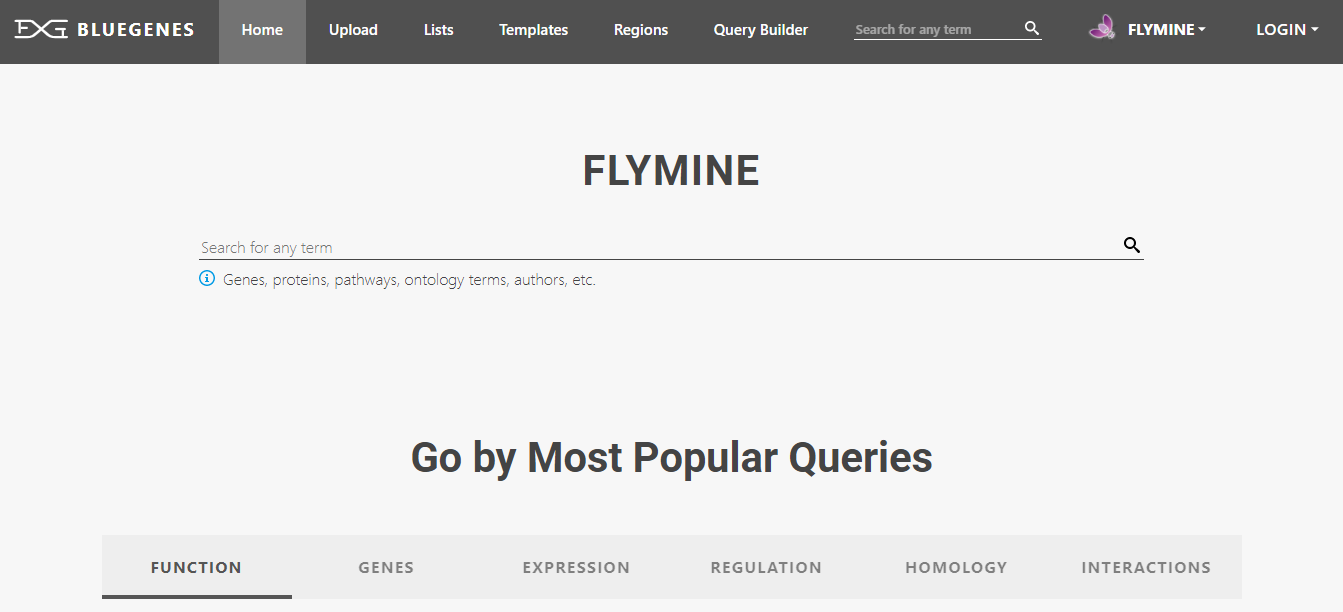 BLUEGENES Home Upload Lists Templates Regions Query Builder Search for any term FLYMINE LOGIN
FLYMINE
Search for any term
Genes, proteins, pathways, ontology terms, authors, etc.
Go by Most Popular Queries
FUNCTION GENES EXPRESSION REGULATION HOMOLOGY INTERACTIONS